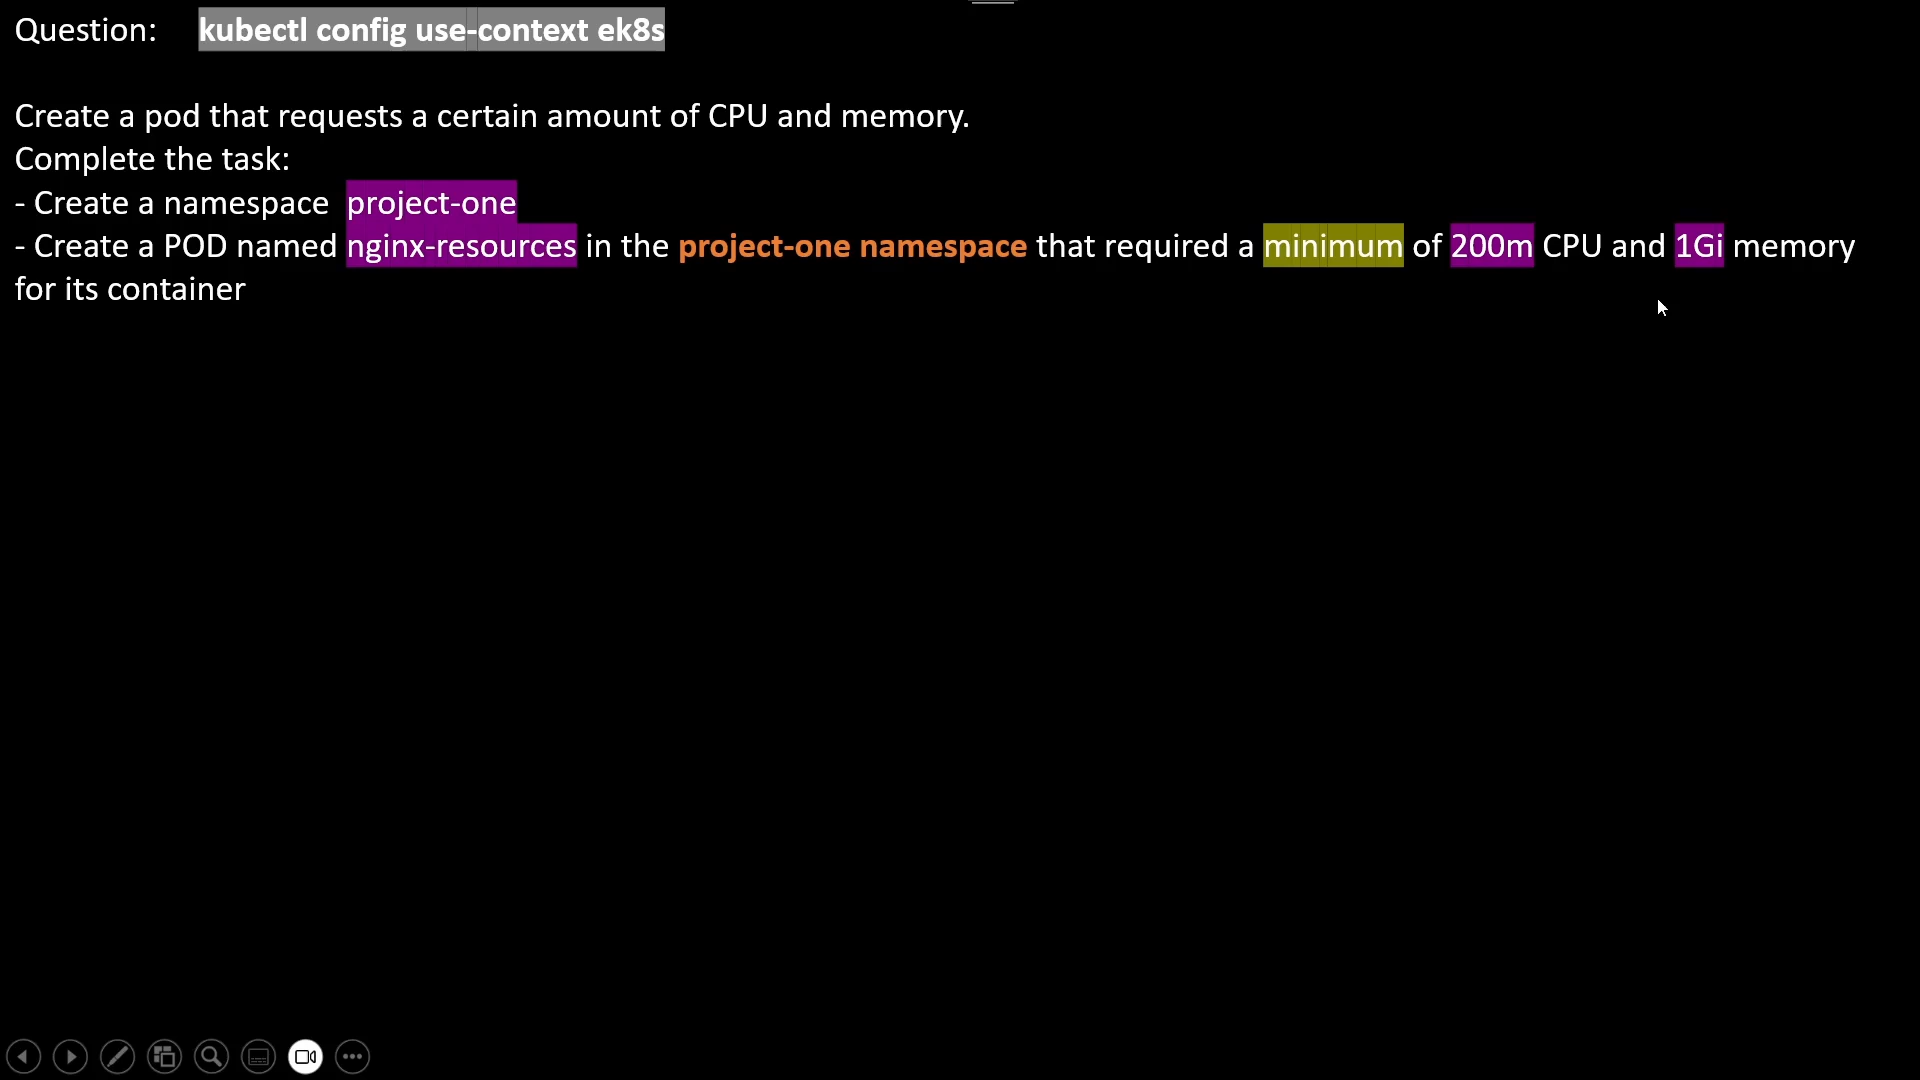 Question: kubectl config use-context ek8s
Create a pod that requests a certain amount of CPU and memory.
Complete the task:
- Create a namespace project-one
- Create a POD named nginx-resources in the project-one namespace that required a minimum of 200m CPU and 1Gi memory
for its container